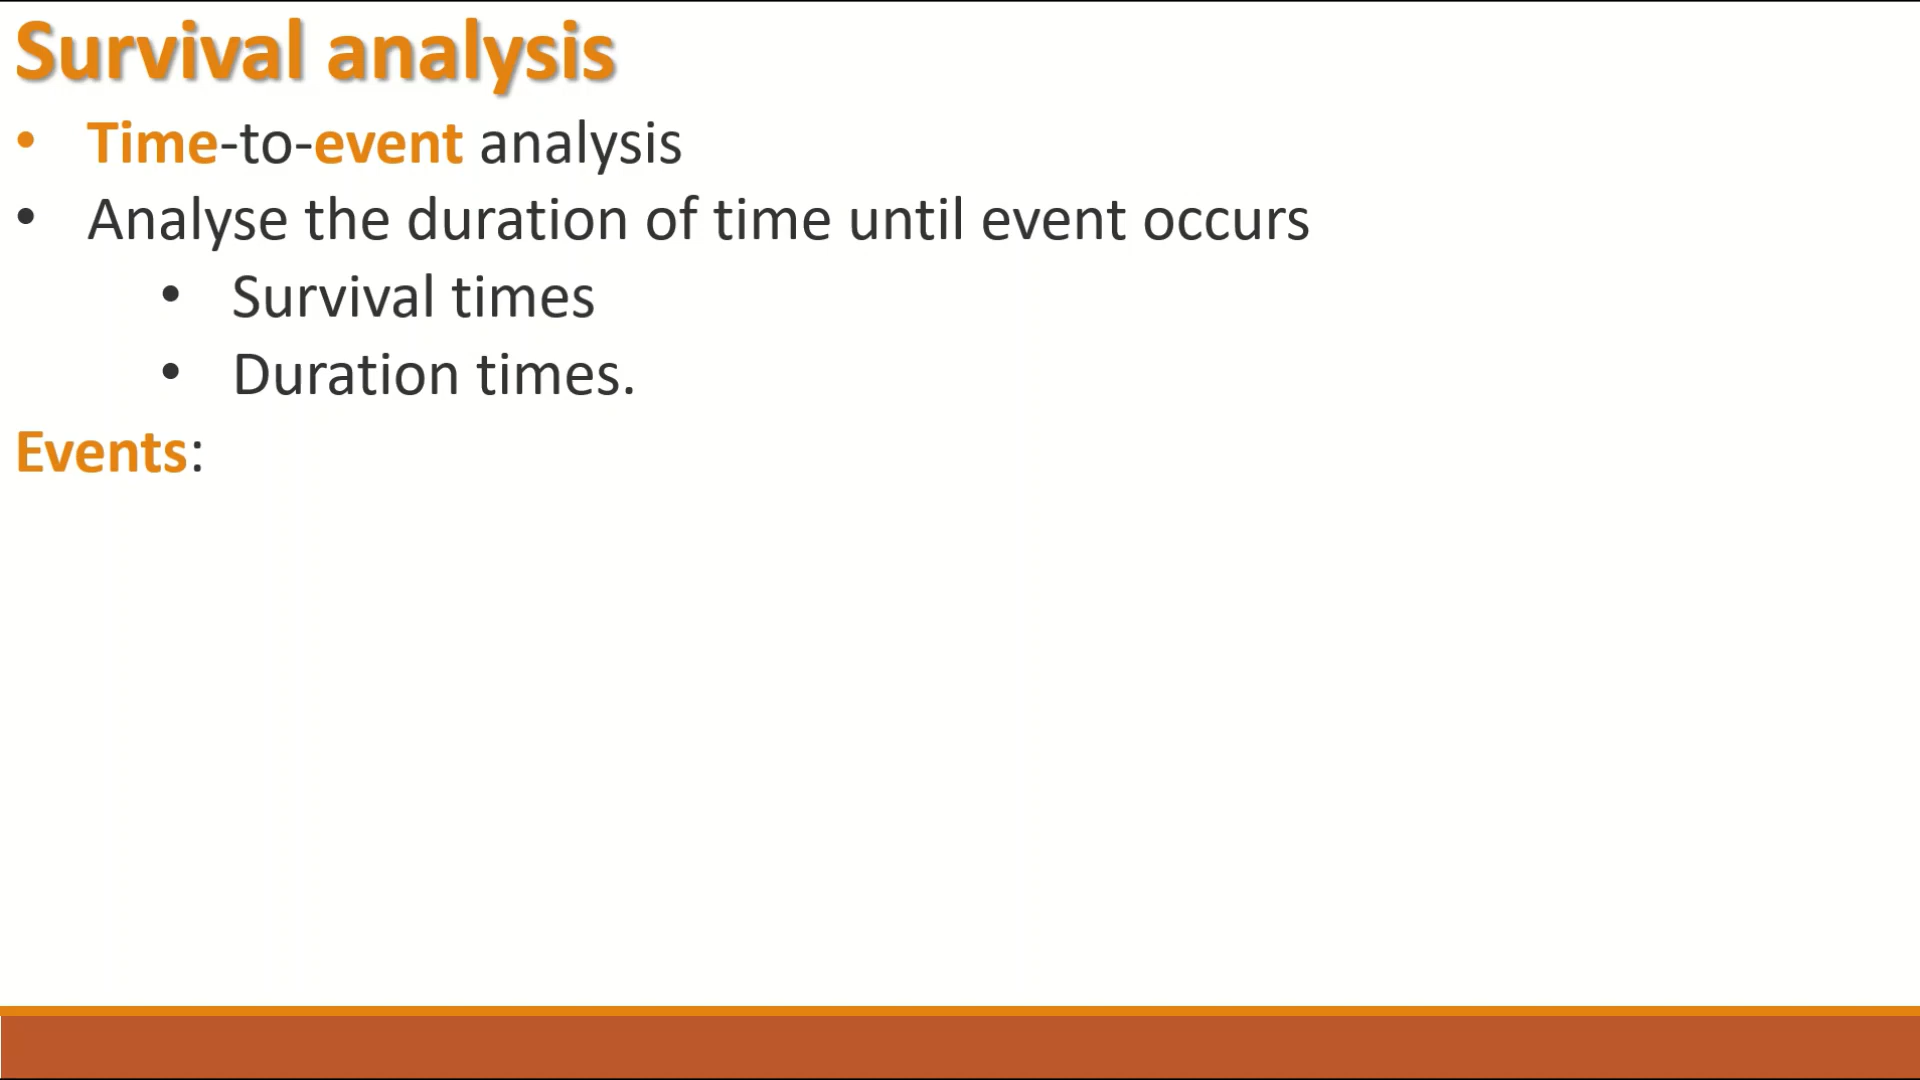 Survival analysis
• Time-to-event analysis
• Analyse the duration of time until event occurs
• Survival times
• Duration times.
Events: